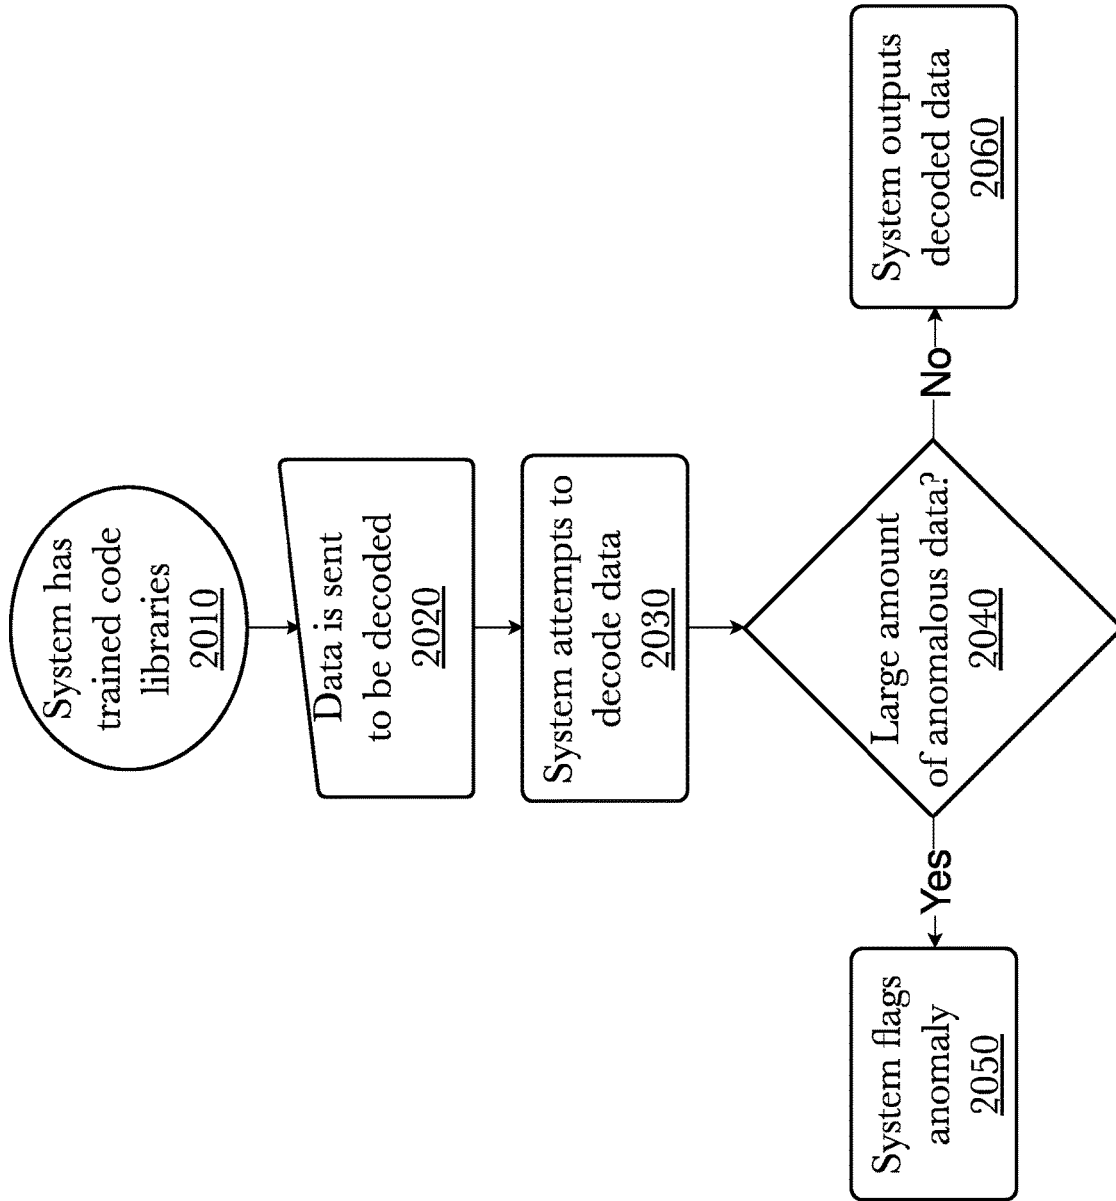 System has
trained code
libraries
2010
Data is sent
to be decoded
2020
System attempts to
decode data
2030
Large amount
of anomalous data?
2040
Yes
No
System flags
anomaly
2050
System outputs
decoded data
2060